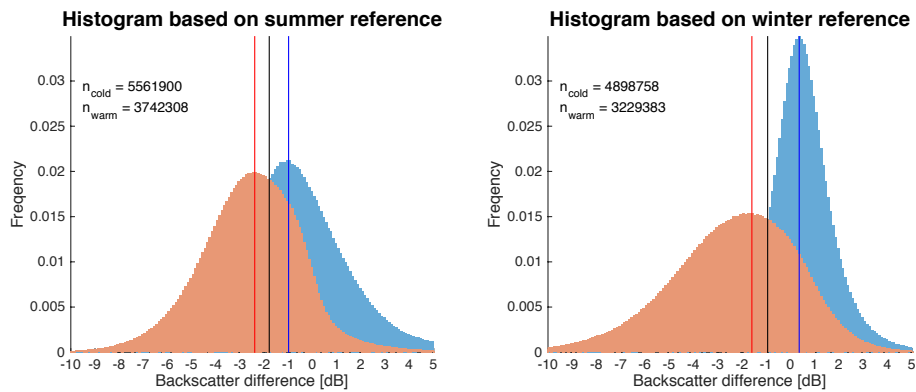 Histogram based on summer reference
n_cold = 5561900
n_warm = 3742308
Freqency
0.03
0.025
0.02
0.015
0.01
0.005
0
-10 -9 -8 -7 -6 -5 -4 -3 -2 -1 0 1 2 3 4 5
Backscatter difference [dB]
Histogram based on winter reference
n_cold = 4898758
n_warm = 3229383
Freqency
0.03
0.025
0.02
0.015
0.01
0.005
0
-10 -9 -8 -7 -6 -5 -4 -3 -2 -1 0 1 2 3 4 5
Backscatter difference [dB]